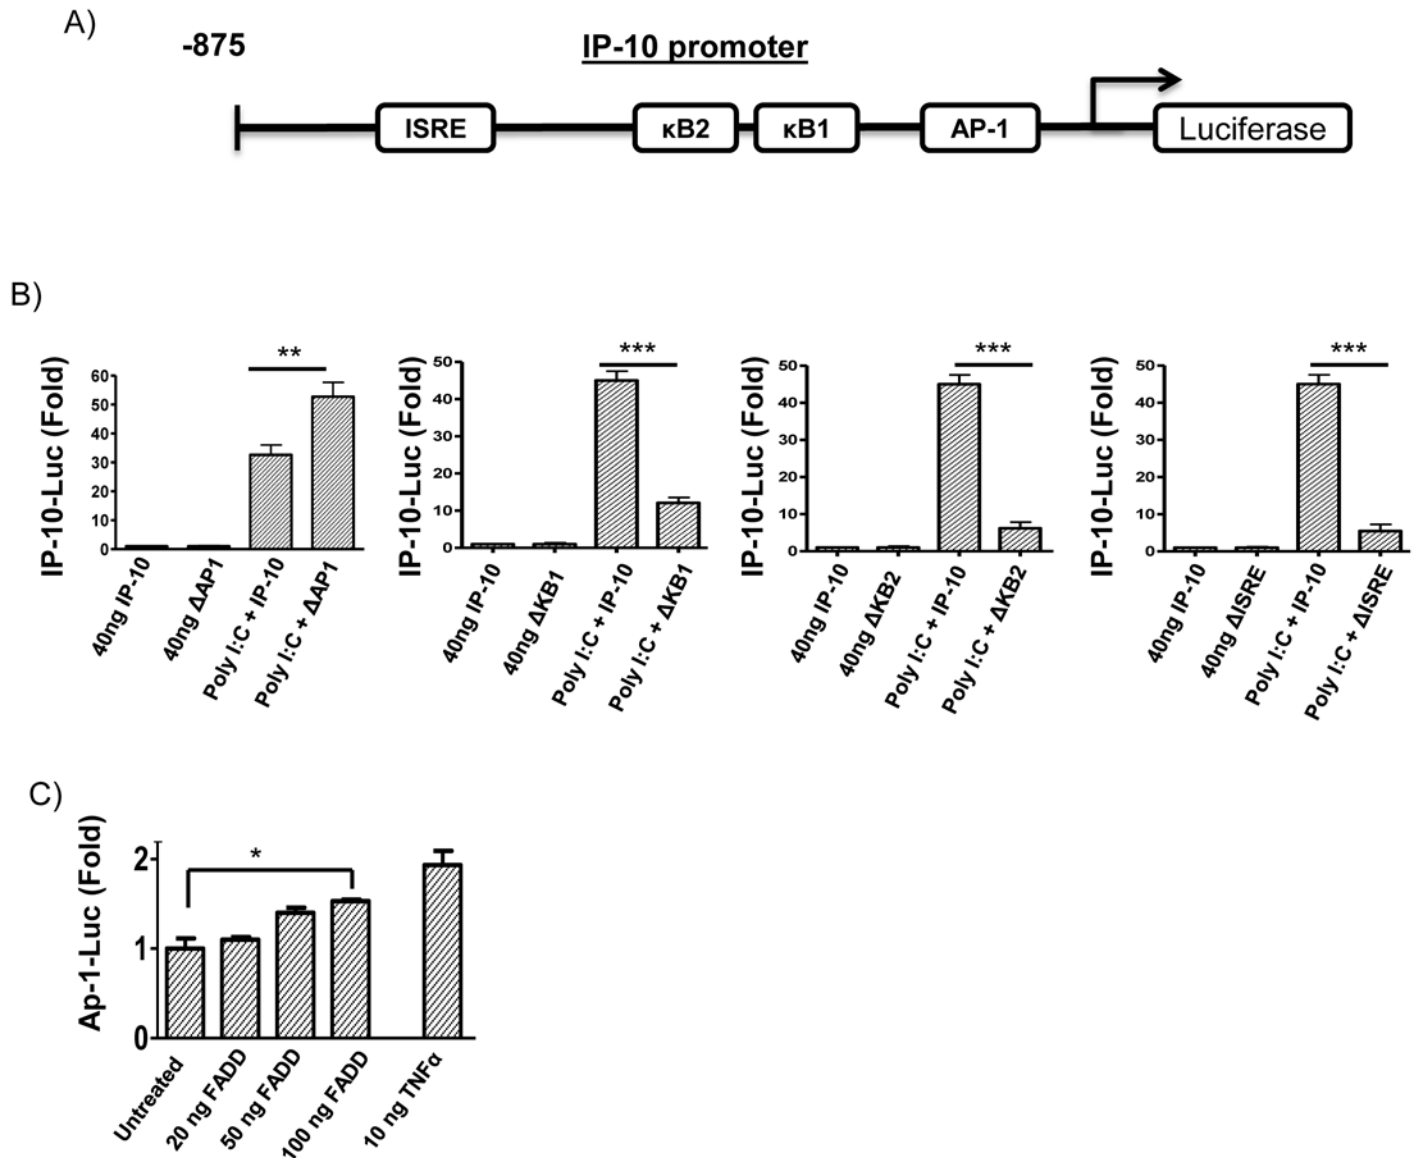 A)
-875
IP-10 promoter
ISRE
κB2
κB1
AP-1
Luciferase
B)
IP-10-Luc (Fold)
60
50
40
30
20
10
0
**
40ng IP-10
40ng ΔAP1
Poly I:C + IP-10
Poly I:C + ΔAP1
IP-10-Luc (Fold)
50
40
30
20
10
0
***
40ng IP-10
40ng ΔKB1
Poly I:C + IP-10
Poly I:C + ΔKB1
IP-10-Luc (Fold)
50
40
30
20
10
0
***
40ng IP-10
40ng ΔKB2
Poly I:C + IP-10
Poly I:C + ΔKB2
IP-10-Luc (Fold)
50
40
30
20
10
0
***
40ng IP-10
40ng ΔISRE
Poly I:C + IP-10
Poly I:C + ΔISRE
C)
Ap-1-Luc (Fold)
2
1
0
*
Untreated
20 ng FADD
50 ng FADD
100 ng FADD
10 ng TNFα